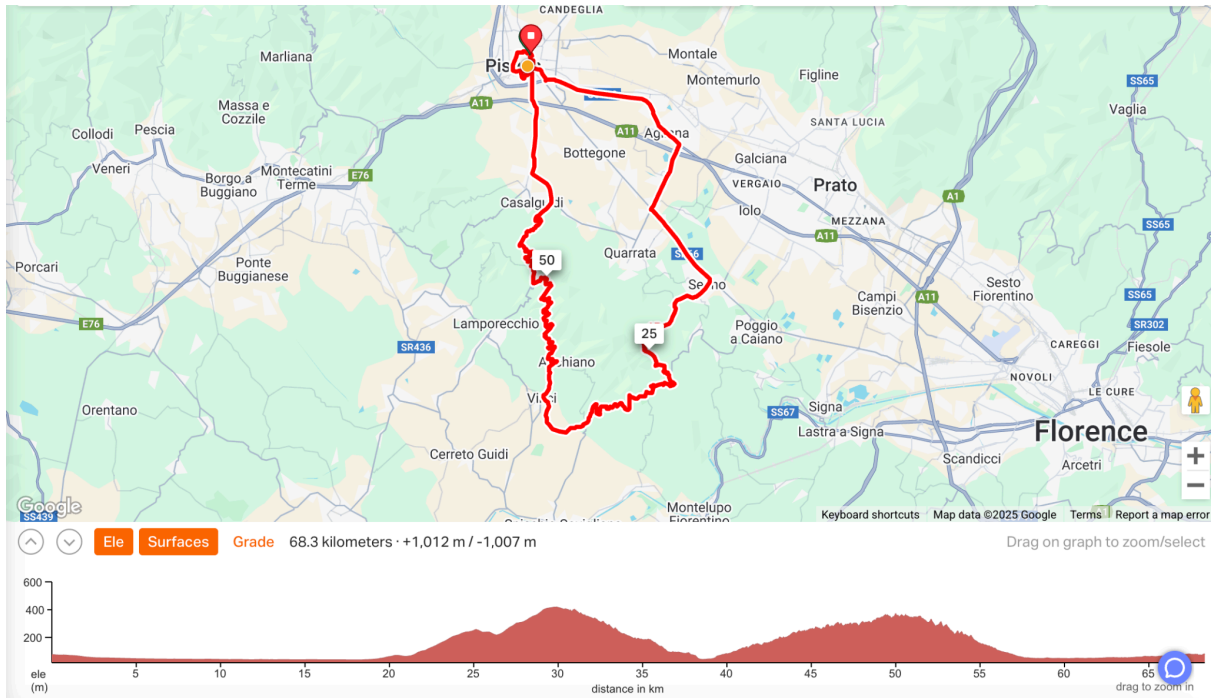 CANDEGLIA
Marliana
Montale
Montemurlo
Figline
SS65
Vaglia
Massa e
Cozzile
A11
SANTA LUCIA
Collodi
Pescia
A11
Bottegone
Galciana
Veneri
Borgo a
Buggiano
Montecatini
Terme
E76
VERGAIO
Prato
A1
Iolo
MEZZANA
SS65
A11
Quarrata
Porcari
Ponte
Buggianese
50
Sesto
Fiorentino
Campi
Bisenzio
A11
SS65
E76
Lamporecchio
SR436
25
Poggio
a Caiano
SR302
CAREGGI
Fiesole
NOVOLI
LE CURE
Orentano
SS67
Signa
Lastra a Signa
Florence
Cerreto Guidi
Scandicci
Arcetri
Google
SS439
Montelupo
Fiorentino
Keyboard shortcuts Map data ©2025 Google Terms Report a map error
Ele Surfaces Grade 68.3 kilometers · +1,012 m / -1,007 m Drag on graph to zoom/select
600
400
200
ele
(m)
5 10 15 20 25 30 35 40 45 50 55 60 65
distance in km
drag to zoom in